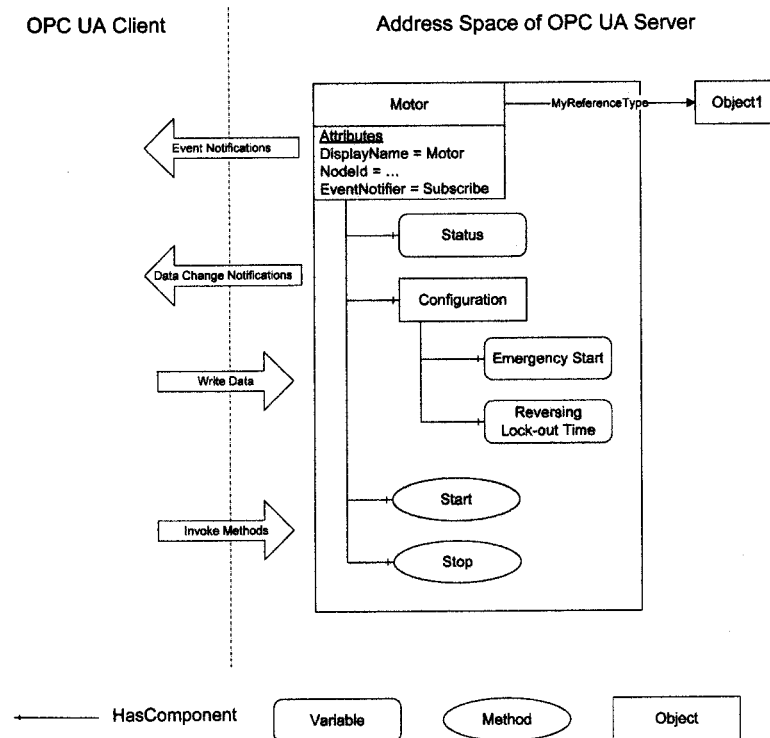 OPC UA Client
Address Space of OPC UA Server
Motor
MyReferenceType
Object1
Attributes
DisplayName = Motor
NodeId = ...
EventNotifier = Subscribe
Event Notifications
Status
Data Change Notifications
Configuration
Emergency Start
Write Data
Reversing
Lock-out Time
Start
Invoke Methods
Stop
HasComponent
Variable
Method
Object